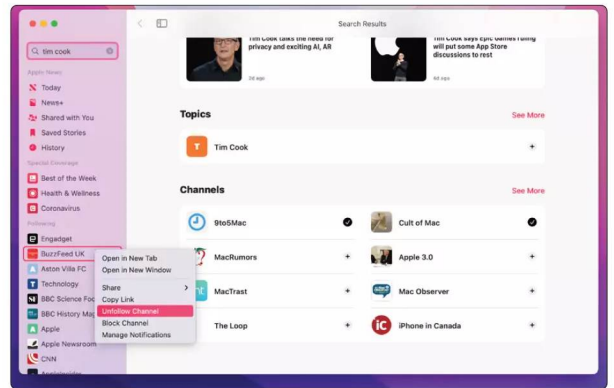 Search Results
tim cook
Apple News
Today
News+
Shared with You
Saved Stories
History
Special Coverage
Best of the Week
Health & Wellness
Coronavirus
Following
Engadget
BuzzFeed UK
Aston Villa FC
Technology
BBC Science Foc
BBC History Mag
Apple
Apple Newsroom
CNN
AppleInsider
Open in New Tab
Open in New Window
Share
Copy Link
Unfollow Channel
Block Channel
Manage Notifications
Tim Cook talks the need for
privacy and exciting AI, AR
2d ago
Tim Cook says Epic Games ruling
will put some App Store
discussions to rest
Topics
See More
T
Tim Cook
+
Channels
See More
9to5Mac
Cult of Mac
MacRumors
+
Apple 3.0
+
MacTrast
+
Mac Observer
+
The Loop
+
iC
iPhone in Canada
+